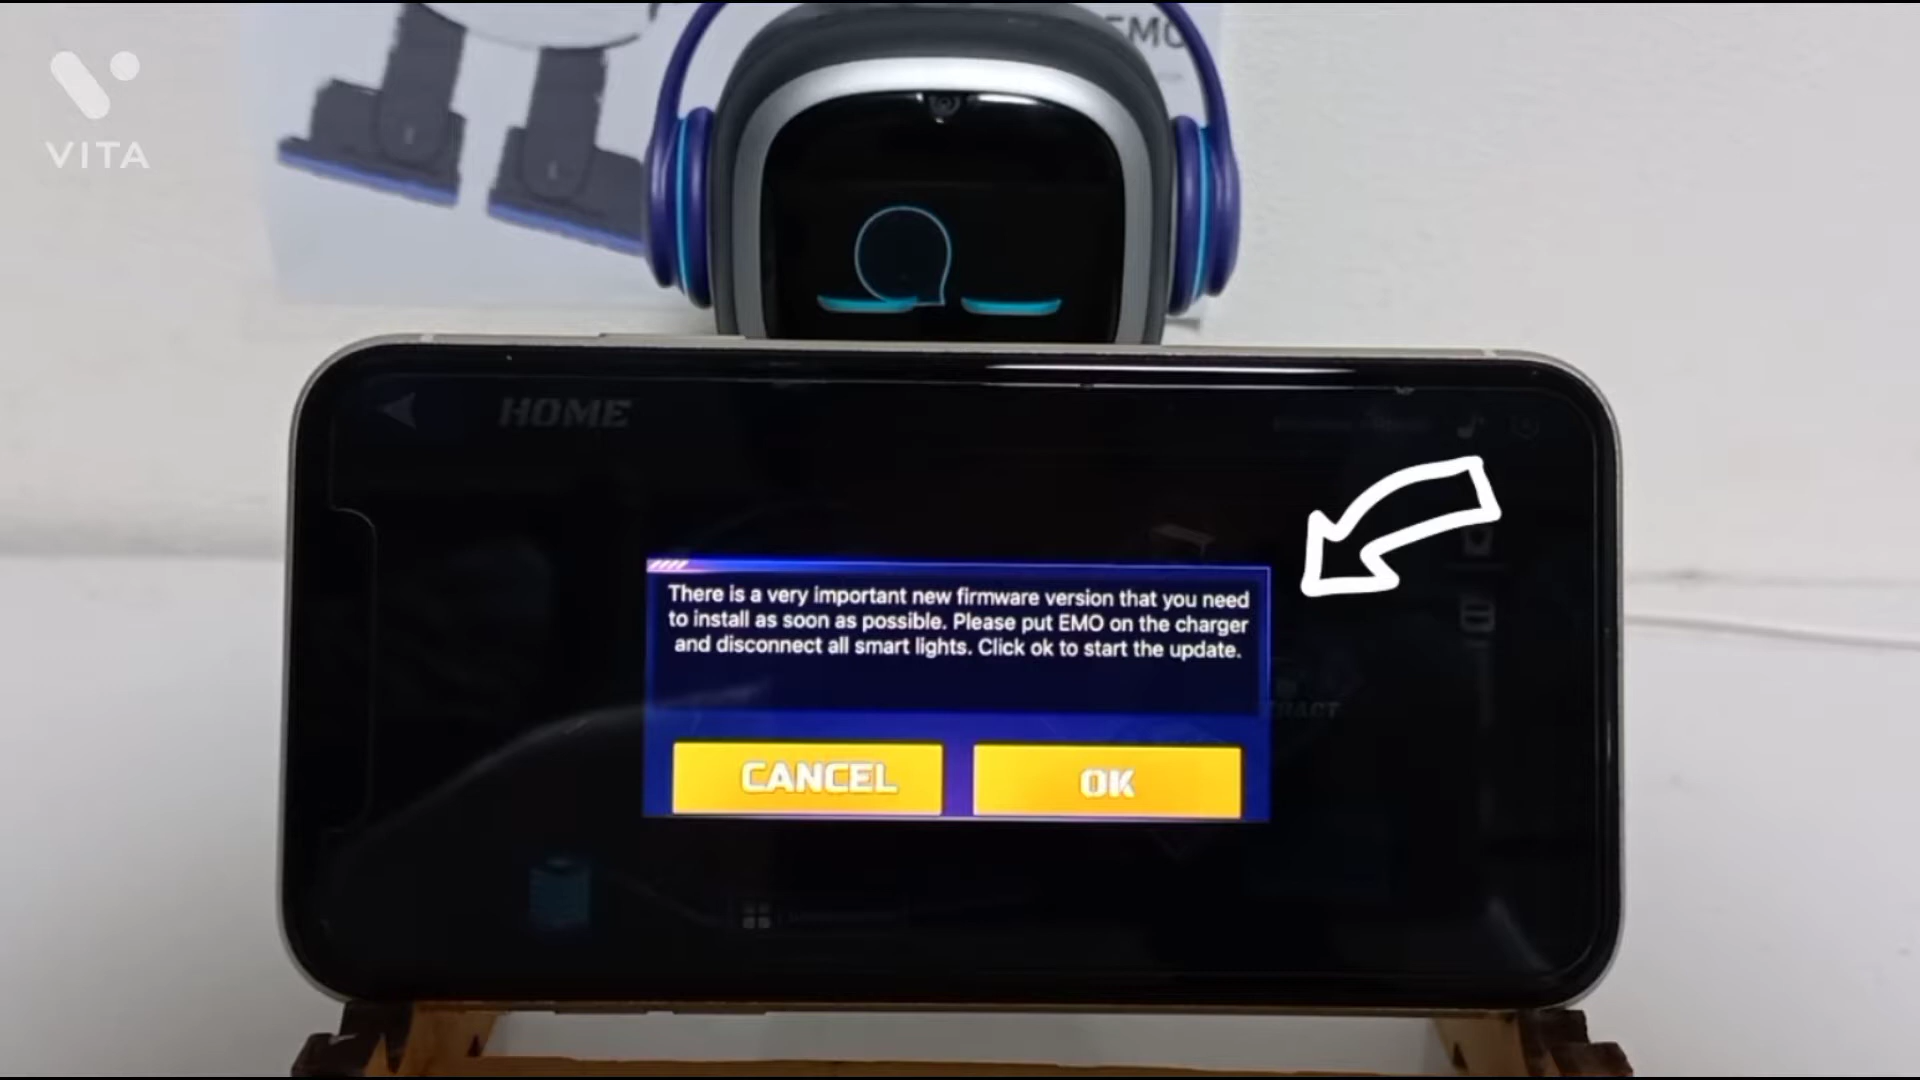 EMO
VITA
HOME
There is a very important new firmware version that you need
to install as soon as possible. Please put EMO on the charger
and disconnect all smart lights. Click ok to start the update.
CANCEL
OK